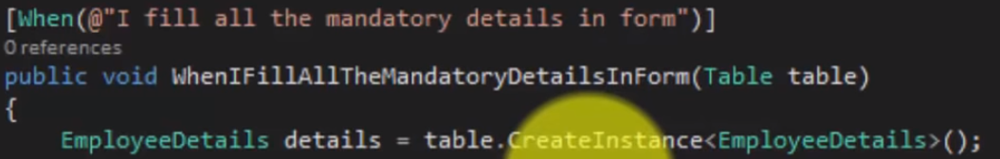 [When(@"I fill all the mandatory details in form")]
0 references
public void WhenIFillAllTheMandatoryDetailsInForm(Table table)
{
EmployeeDetails details = table.CreateInstance<EmployeeDetails>();